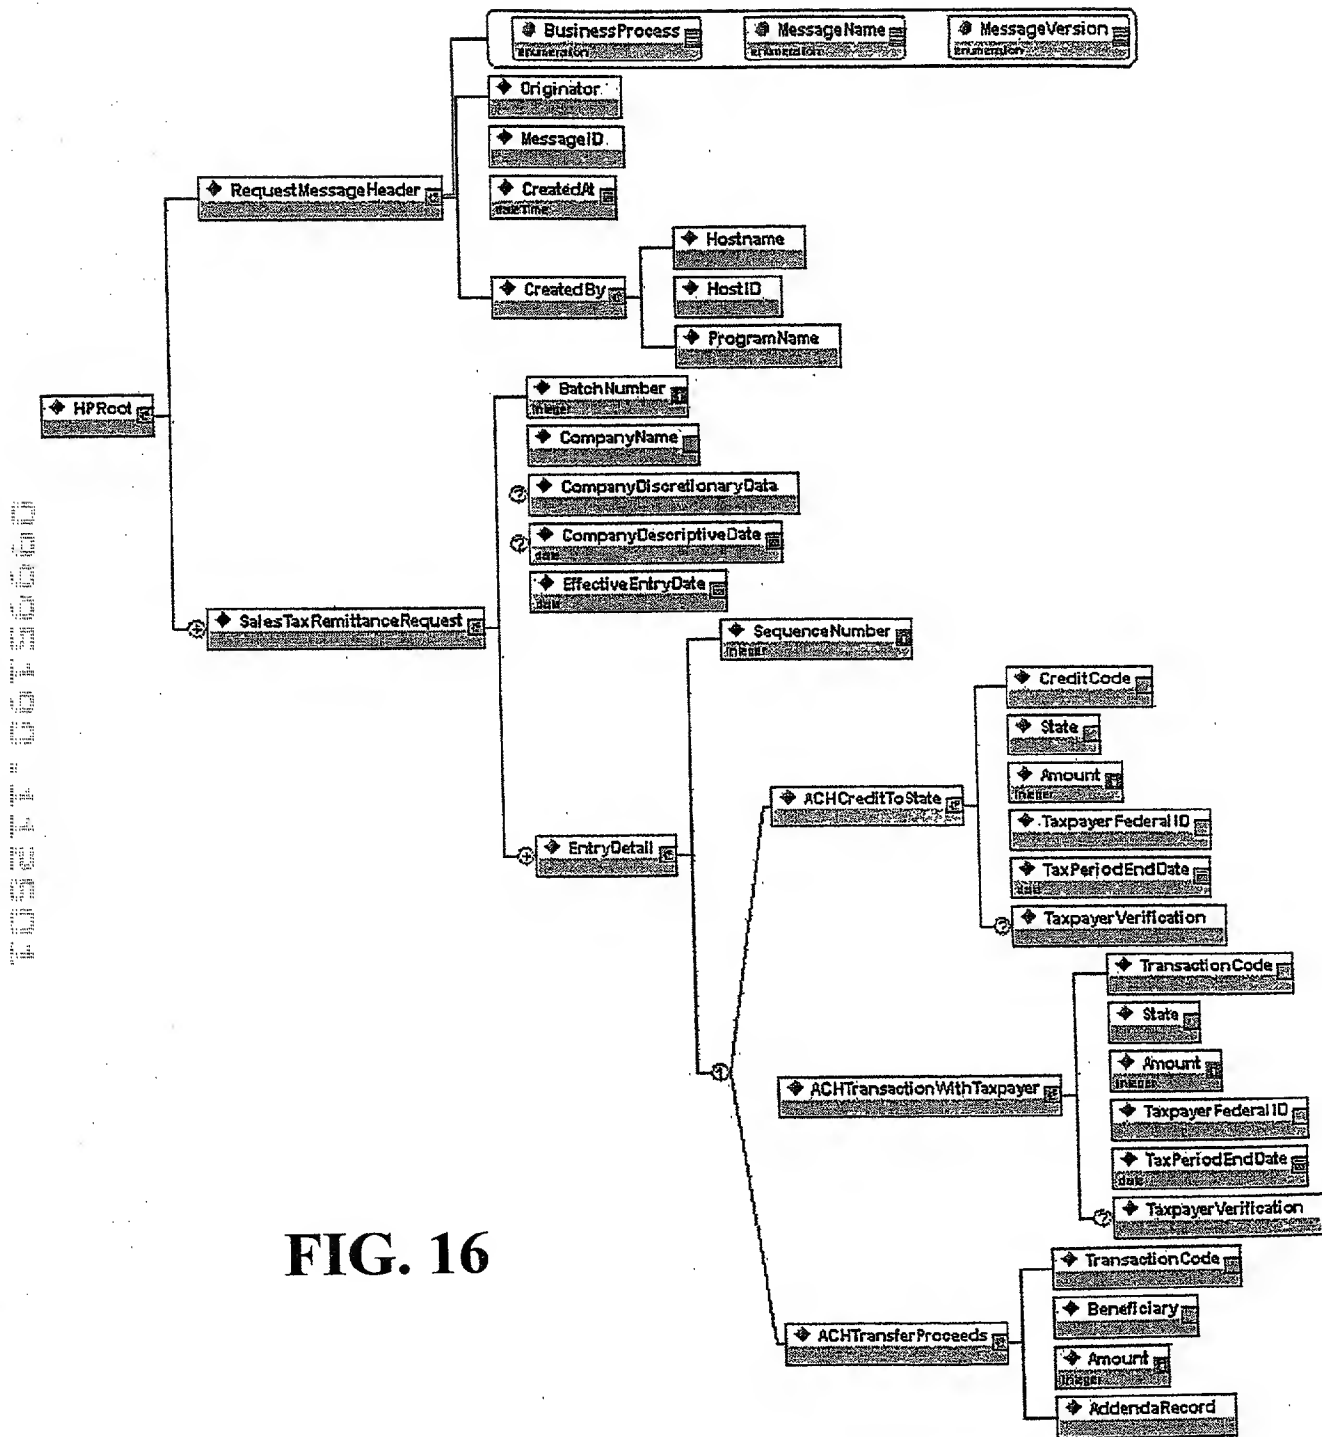 BusinessProcess
enumeration
MessageName
enumeration
MessageVersion
enumeration
Originator
MessageID
RequestMessageHeader
CreatedAt
dateTime
Hostname
CreatedBy
HostID
ProgramName
HPRoot
BatchNumber
integer
CompanyName
? CompanyDiscretionaryData
? CompanyDescriptiveDate
date
EffectiveEntryDate
date
+ SalesTaxRemittanceRequest
SequenceNumber
integer
CreditCode
State
Amount
integer
ACHCreditToState
TaxpayerFederalID
+ EntryDetail
TaxPeriodEndDate
date
? TaxpayerVerification
TransactionCode
State
1
Amount
integer
ACHTransactionWithTaxpayer
TaxpayerFederalID
TaxPeriodEndDate
date
? TaxpayerVerification
FIG. 16
TransactionCode
Beneficiary
ACHTransferProceeds
Amount
integer
AddendaRecord